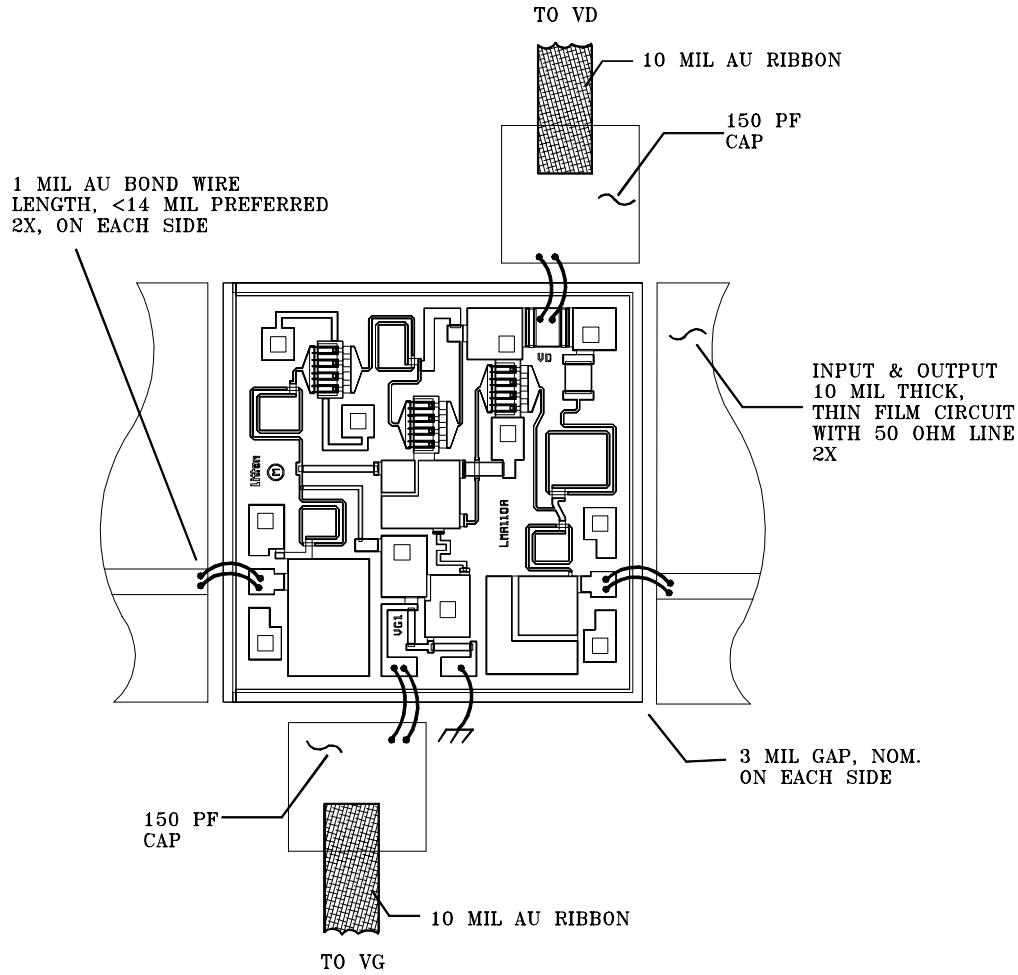 TO VD
10 MIL AU RIBBON
150 PF
CAP
1 MIL AU BOND WIRE
LENGTH, <14 MIL PREFERRED
2X, ON EACH SIDE
VD
INPUT & OUTPUT
10 MIL THICK,
THIN FILM CIRCUIT
WITH 50 OHM LINE
2X
M
LMA110A
VG1
3 MIL GAP, NOM.
ON EACH SIDE
150 PF
CAP
10 MIL AU RIBBON
TO VG